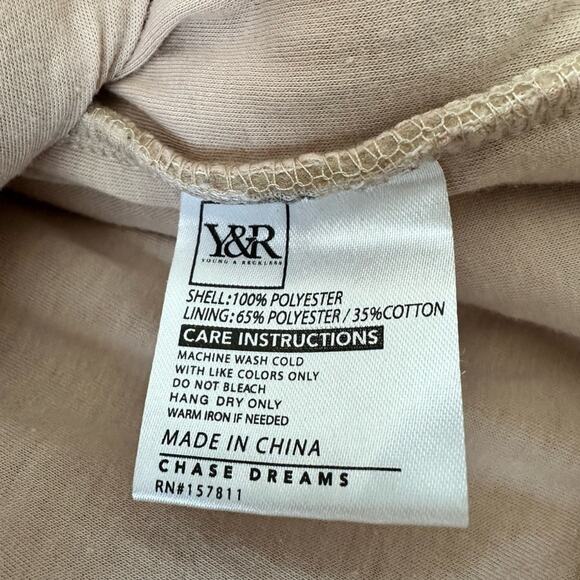 Y&R
YOUNG & RECKLESS
SHELL:100% POLYESTER
LINING: 65% POLYESTER / 35%COTTON
CARE INSTRUCTIONS
MACHINE WASH COLD
WITH LIKE COLORS ONLY
DO NOT BLEACH
HANG DRY ONLY
WARM IRON IF NEEDED
MADE IN CHINA
CHASE DREAMS
RN#157811